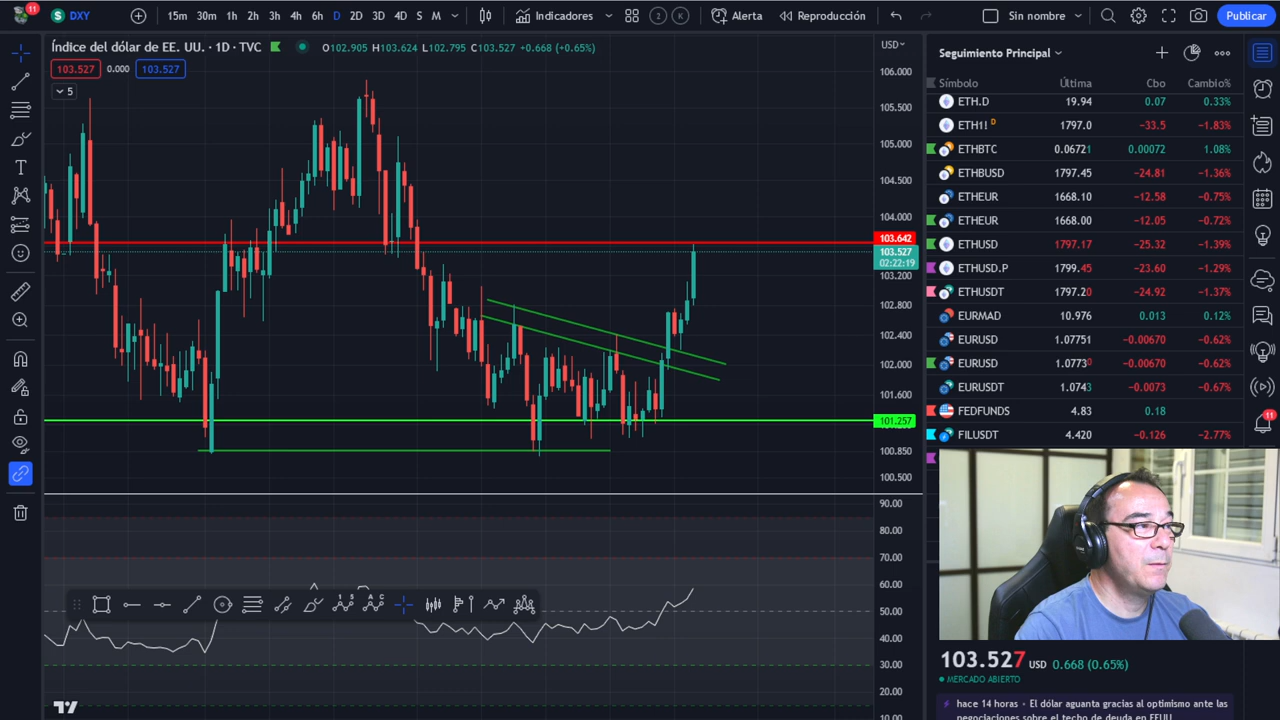 11
$ DXY
15m 30m 1h 2h 3h 4h 6h D 2D 3D 4D S M
Indicadores
2 K
Alerta
Reproducción
Sin nombre
Publicar
Índice del dólar de EE. UU. · 1D · TVC
O102.905 H103.624 L102.795 C103.527 +0.668 (+0.65%)
103.527 0.000 103.527
5
USD
106.000
105.500
105.000
104.500
104.000
103.642
103.527
02:22:19
103.200
102.800
102.400
102.000
101.600
101.257
100.850
100.500
90.00
80.00
70.00
60.00
50.00
40.00
30.00
20.00
10.00
Seguimiento Principal
Símbolo Última Cbo Cambio%
ETH.D 19.94 0.07 0.33%
ETH1! D 1797.0 −33.5 −1.83%
ETHBTC 0.06721 0.00072 1.08%
ETHBUSD 1797.45 −24.81 −1.36%
ETHEUR 1668.10 −12.58 −0.75%
ETHEUR 1668.00 −12.05 −0.72%
ETHUSD 1797.17 −25.32 −1.39%
ETHUSD.P 1799.45 −23.60 −1.29%
ETHUSDT 1797.20 −24.92 −1.37%
EURMAD 10.976 0.013 0.12%
EURUSD 1.07751 −0.00670 −0.62%
EURUSD 1.07730 −0.00670 −0.62%
EURUSDT 1.0743 −0.0073 −0.67%
FEDFUNDS 4.83 0.18
FILUSDT 4.420 −0.126 −2.77%
11
103.527 USD 0.668 (0.65%)
MERCADO ABIERTO
hace 14 horas • El dólar aguanta gracias al optimismo ante las
negociaciones sobre el techo de deuda en EEUU